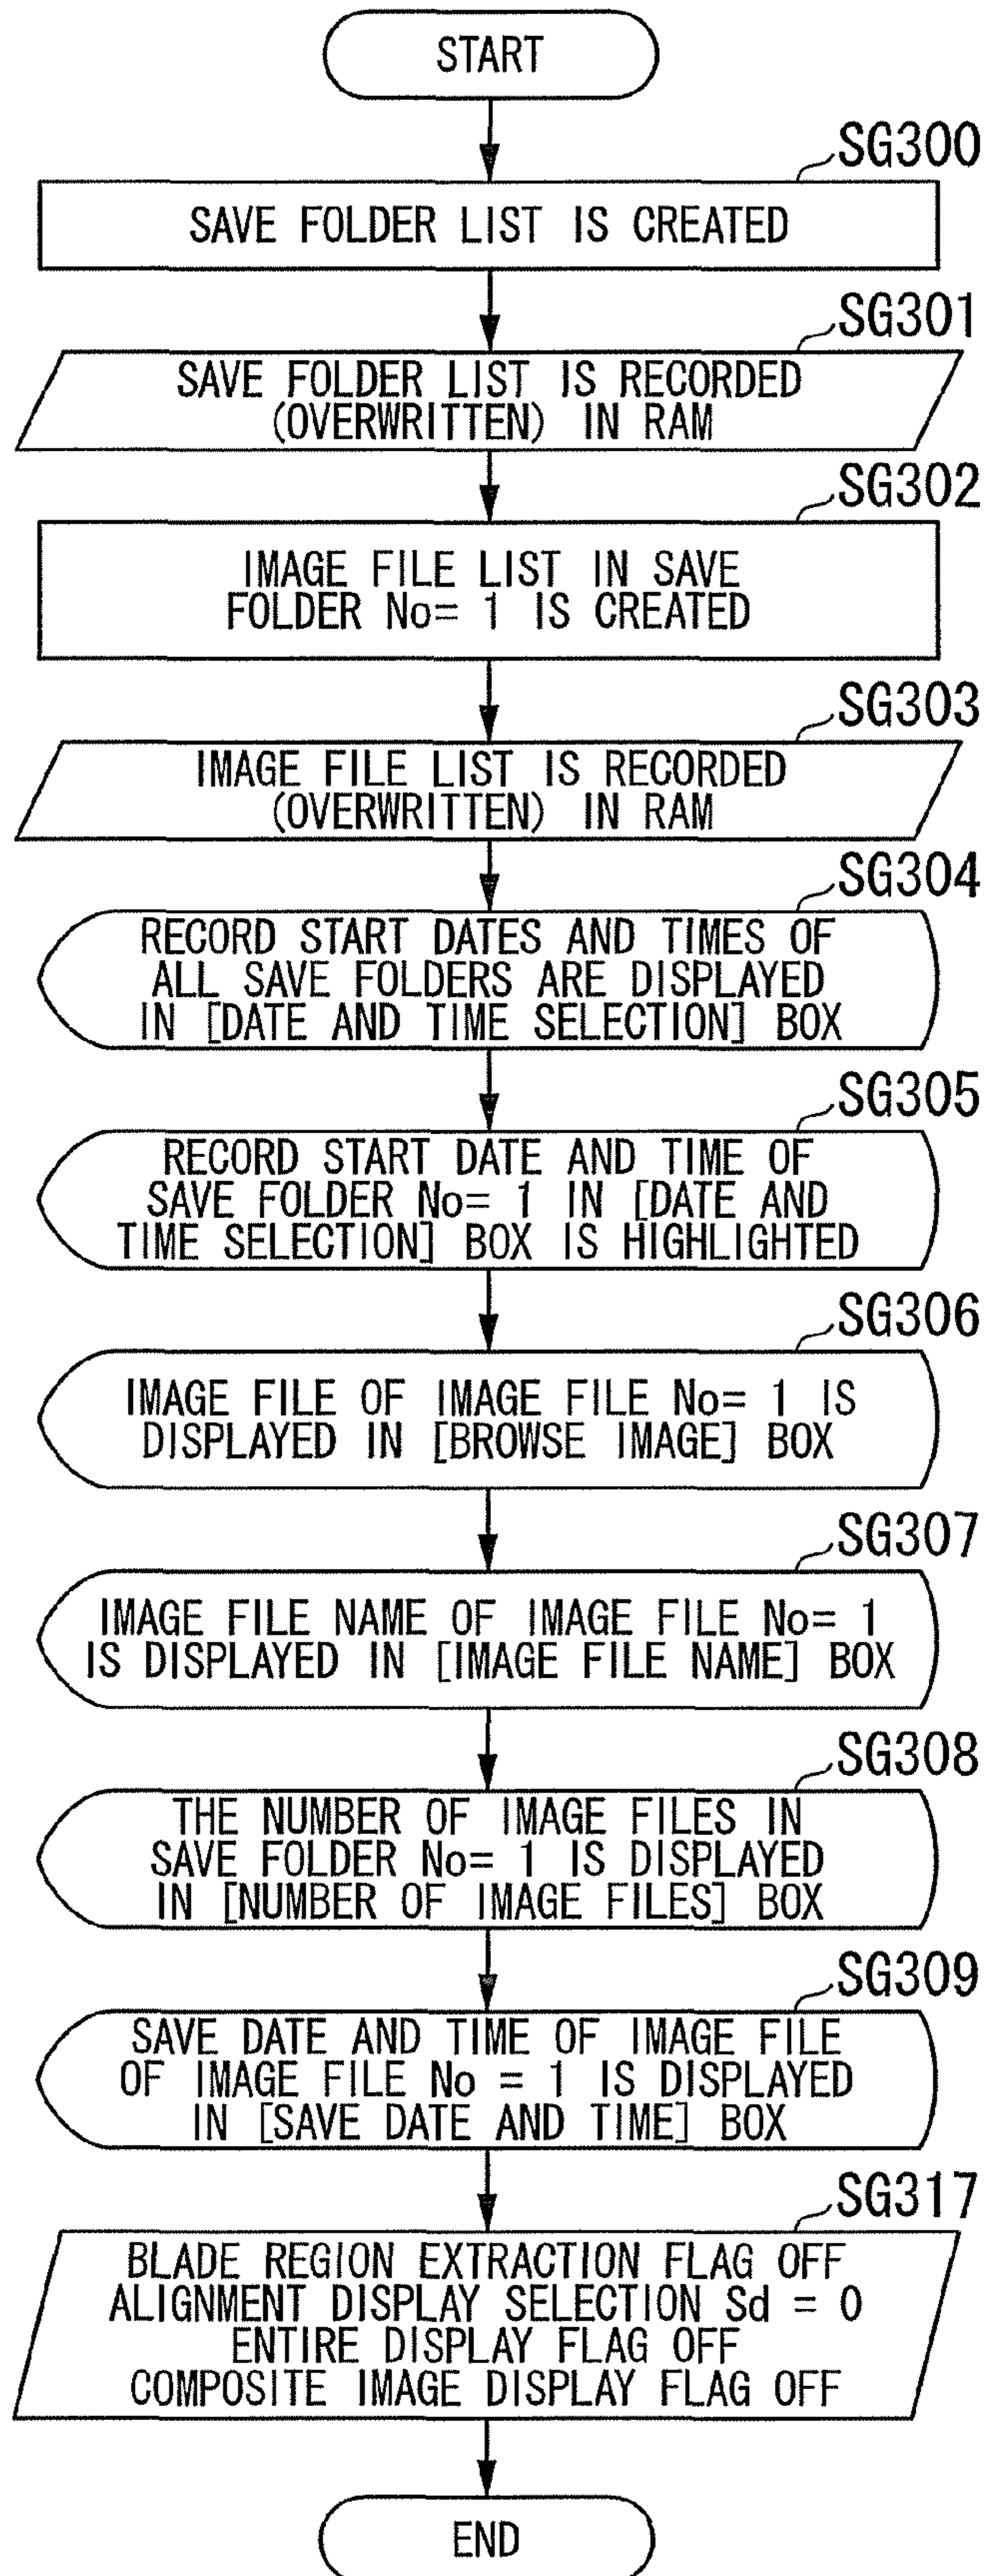 START
SG300
SAVE FOLDER LIST IS CREATED
SG301
SAVE FOLDER LIST IS RECORDED
(OVERWRITTEN) IN RAM
SG302
IMAGE FILE LIST IN SAVE
FOLDER No= 1 IS CREATED
SG303
IMAGE FILE LIST IS RECORDED
(OVERWRITTEN) IN RAM
SG304
RECORD START DATES AND TIMES OF
ALL SAVE FOLDERS ARE DISPLAYED
IN [DATE AND TIME SELECTION] BOX
SG305
RECORD START DATE AND TIME OF
SAVE FOLDER No= 1 IN [DATE AND
TIME SELECTION] BOX IS HIGHLIGHTED
SG306
IMAGE FILE OF IMAGE FILE No= 1 IS
DISPLAYED IN [BROWSE IMAGE] BOX
SG307
IMAGE FILE NAME OF IMAGE FILE No= 1
IS DISPLAYED IN [IMAGE FILE NAME] BOX
SG308
THE NUMBER OF IMAGE FILES IN
SAVE FOLDER No= 1 IS DISPLAYED
IN [NUMBER OF IMAGE FILES] BOX
SG309
SAVE DATE AND TIME OF IMAGE FILE
OF IMAGE FILE No = 1 IS DISPLAYED
IN [SAVE DATE AND TIME] BOX
SG317
BLADE REGION EXTRACTION FLAG OFF
ALIGNMENT DISPLAY SELECTION Sd = 0
ENTIRE DISPLAY FLAG OFF
COMPOSITE IMAGE DISPLAY FLAG OFF
END